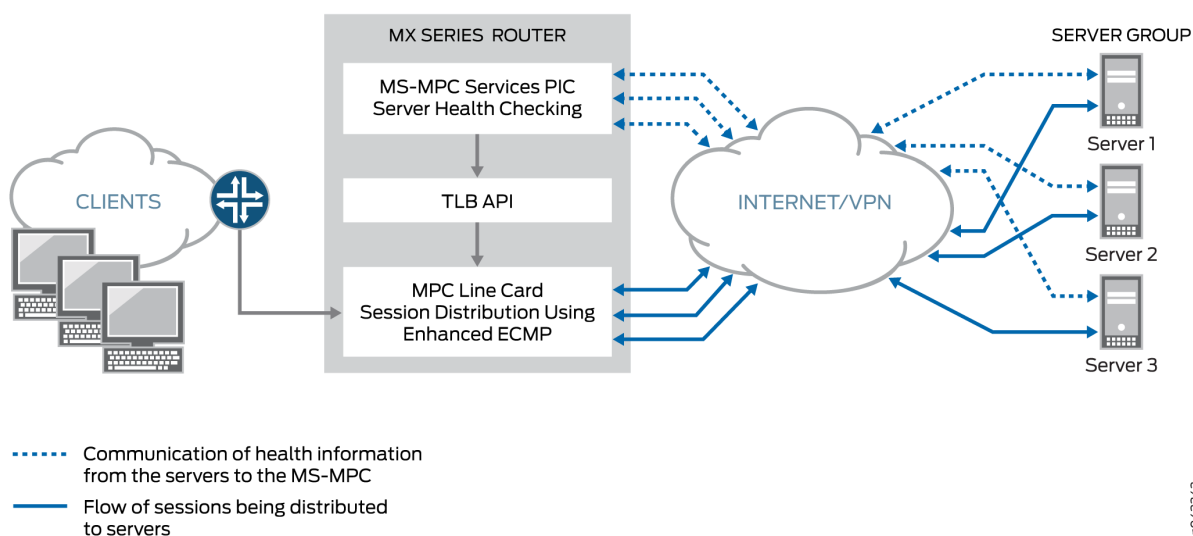 MX SERIES ROUTER
SERVER GROUP
MS-MPC Services PIC
Server Health Checking
Server 1
CLIENTS
TLB API
INTERNET/VPN
Server 2
MPC Line Card
Session Distribution Using
Enhanced ECMP
Server 3
Communication of health information
from the servers to the MS-MPC
Flow of sessions being distributed
to servers